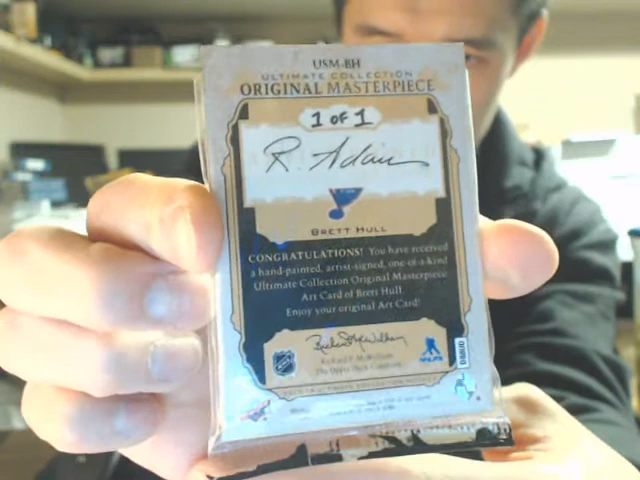 USM-BH
ULTIMATE COLLECTION
ORIGINAL MASTERPIECE
1 OF 1
R. Adair
BRETT HULL
CONGRATULATIONS! You have received
a hand-painted, artist-signed, one-of-a-kind
Ultimate Collection Original Masterpiece
Art Card of Brett Hull.
Enjoy your original Art Card!
Richard P. McWilliam
The Upper Deck Company